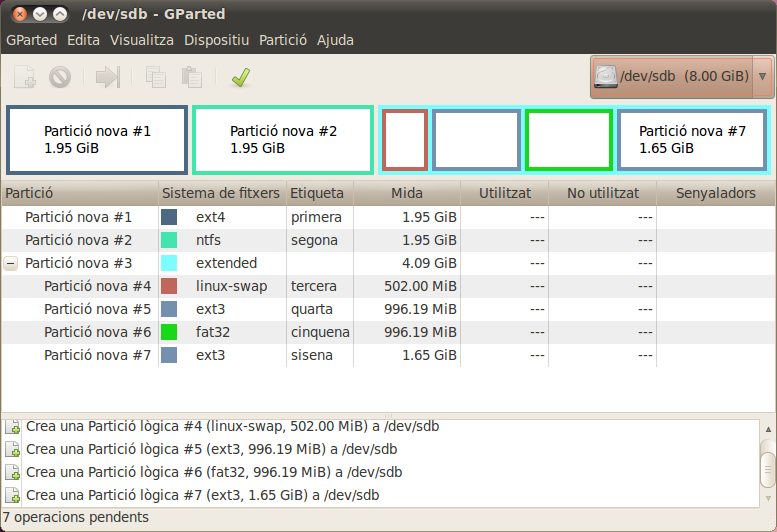 /dev/sdb - GParted
GParted Edita Visualitza Dispositiu Partició Ajuda
/dev/sdb (8.00 GiB)
Partició nova #1
1.95 GiB
Partició nova #2
1.95 GiB
Partició nova #7
1.65 GiB
Partició Sistema de fitxers Etiqueta Mida Utilitzat No utilitzat Senyaladors
Partició nova #1 ext4 primera 1.95 GiB --- ---
Partició nova #2 ntfs segona 1.95 GiB --- ---
Partició nova #3 extended 4.09 GiB --- ---
Partició nova #4 linux-swap tercera 502.00 MiB --- ---
Partició nova #5 ext3 quarta 996.19 MiB --- ---
Partició nova #6 fat32 cinquena 996.19 MiB --- ---
Partició nova #7 ext3 sisena 1.65 GiB --- ---
Crea una Partició lògica #4 (linux-swap, 502.00 MiB) a /dev/sdb
Crea una Partició lògica #5 (ext3, 996.19 MiB) a /dev/sdb
Crea una Partició lògica #6 (fat32, 996.19 MiB) a /dev/sdb
Crea una Partició lògica #7 (ext3, 1.65 GiB) a /dev/sdb
7 operacions pendents